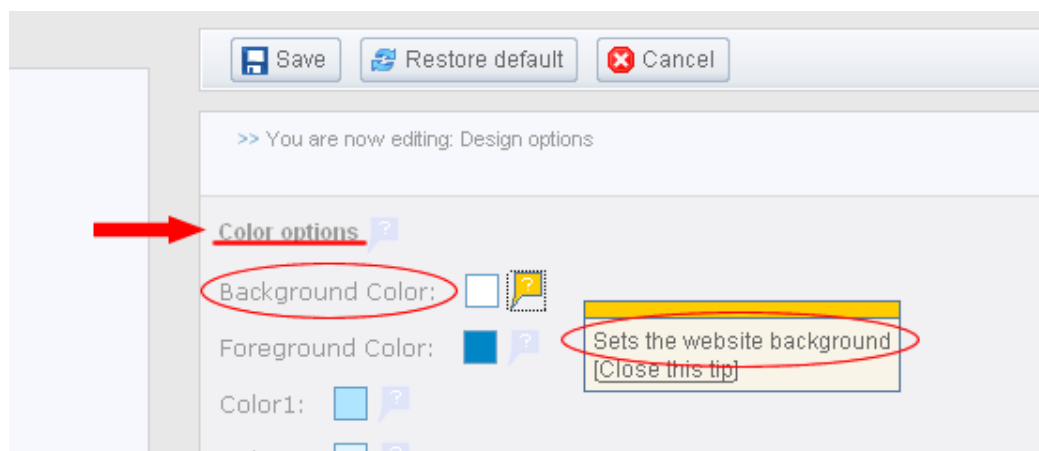 Save Restore default Cancel
>> You are now editing: Design options
Color options ?
Background Color: ?
Sets the website background
Foreground Color: ?
[Close this tip]
Color1: ?